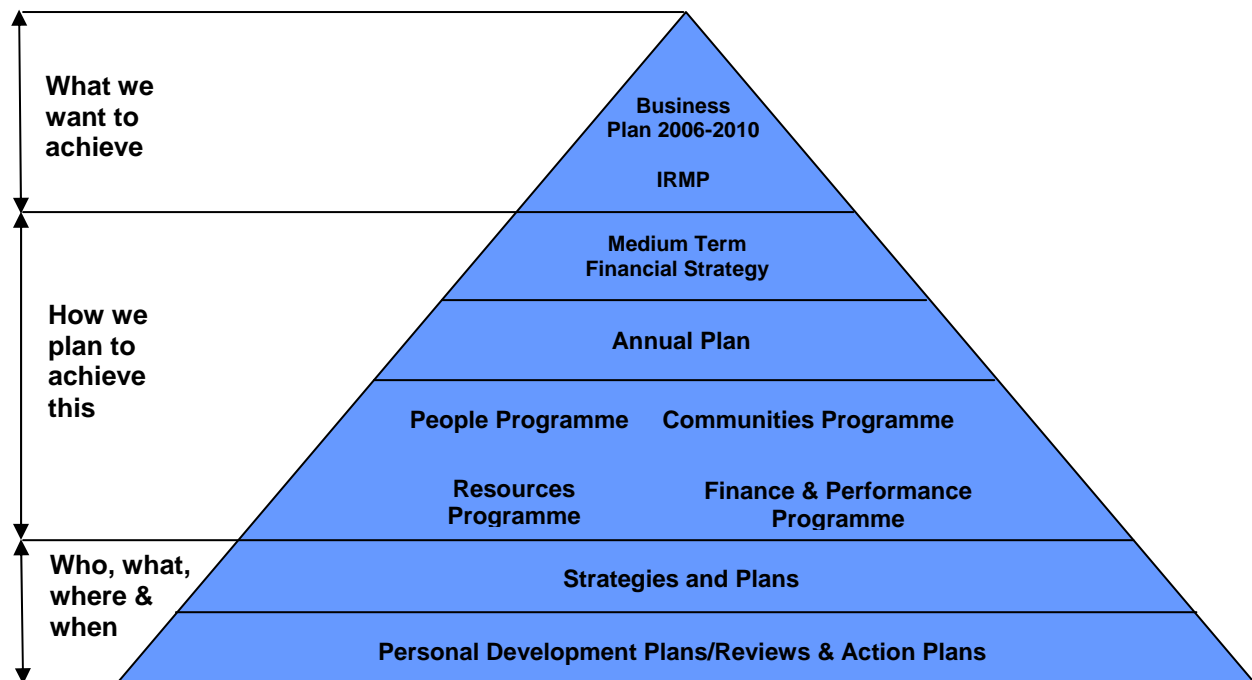 What we
want to
achieve
Business
Plan 2006-2010
IRMP
How we
plan to
achieve
this
Medium Term
Financial Strategy
Annual Plan
People Programme
Communities Programme
Resources
Programme
Finance & Performance
Programme
Who, what,
where &
when
Strategies and Plans
Personal Development Plans/Reviews & Action Plans